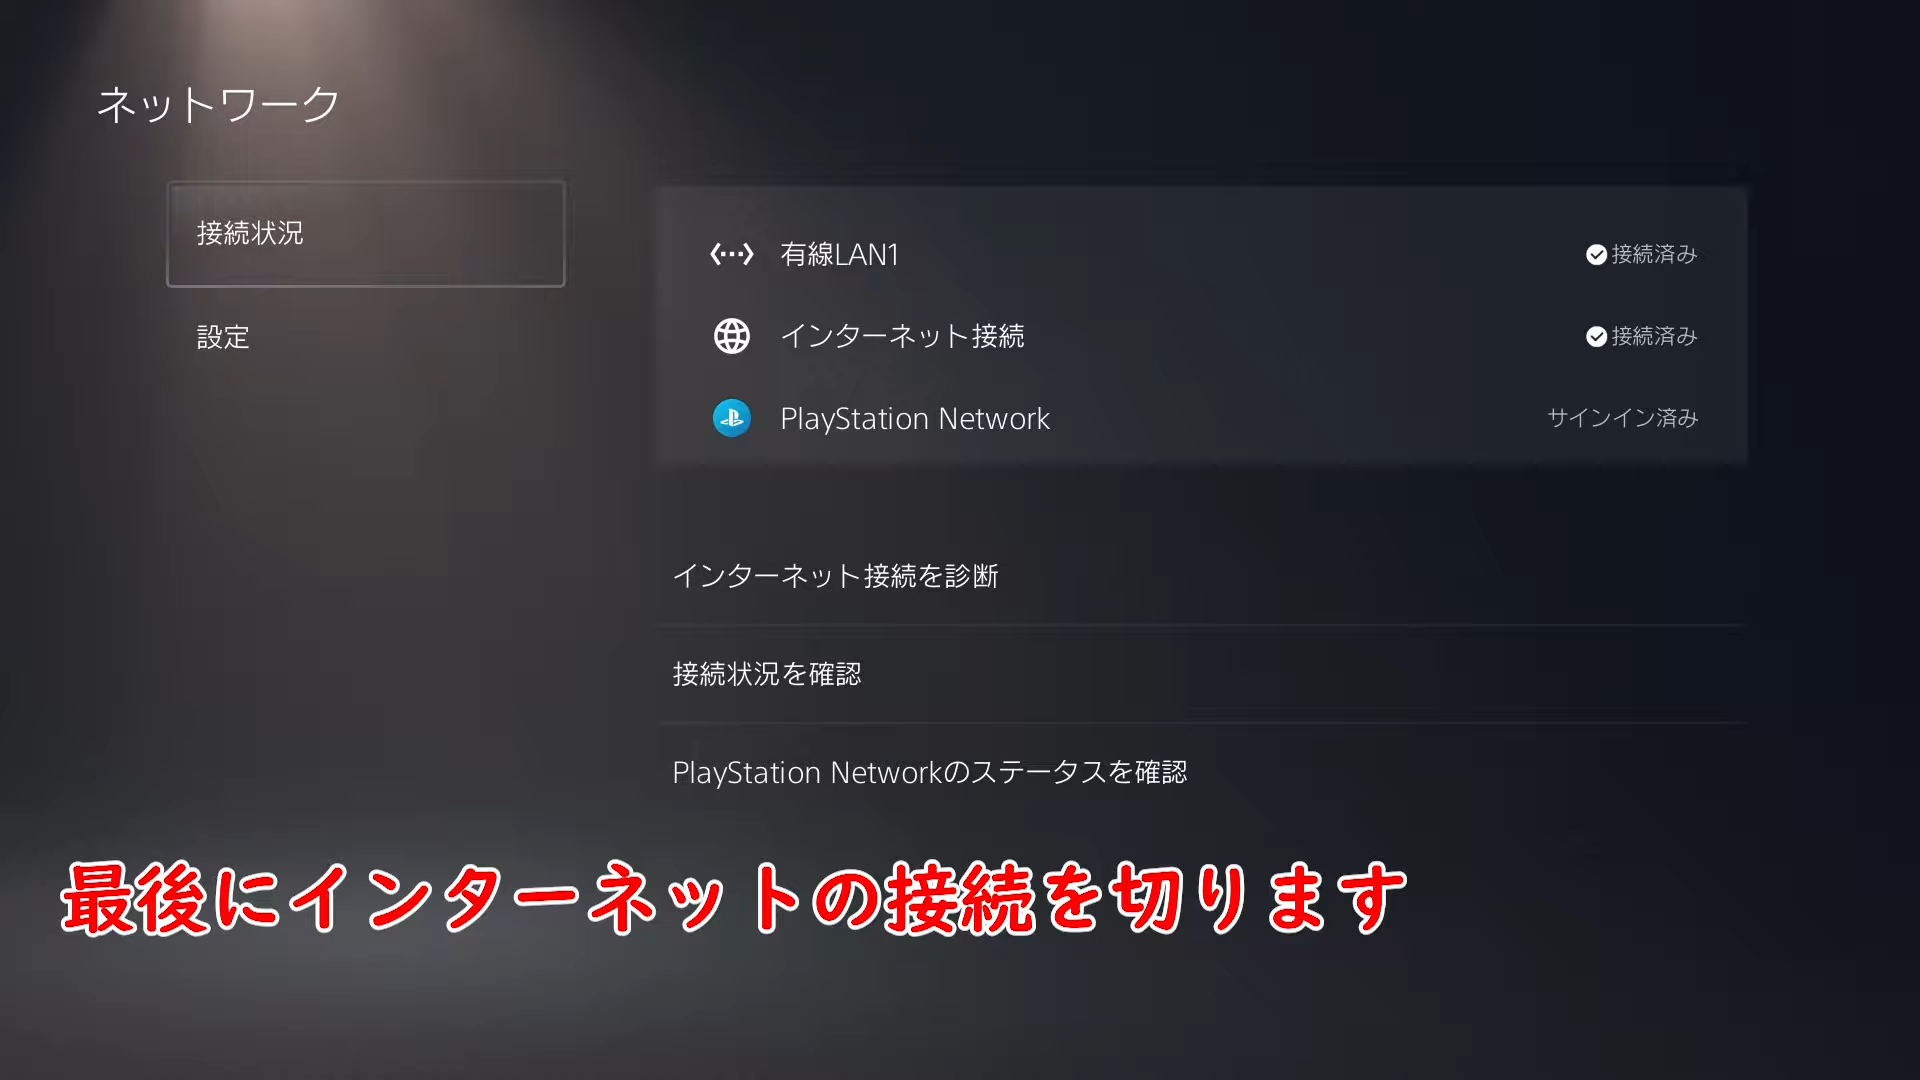 ネットワーク
接続状況
設定
有線LAN1
接続済み
インターネット接続
接続済み
PlayStation Network
サインイン済み
インターネット接続を診断
接続状況を確認
PlayStation Networkのステータスを確認
最後にインターネットの接続を切ります